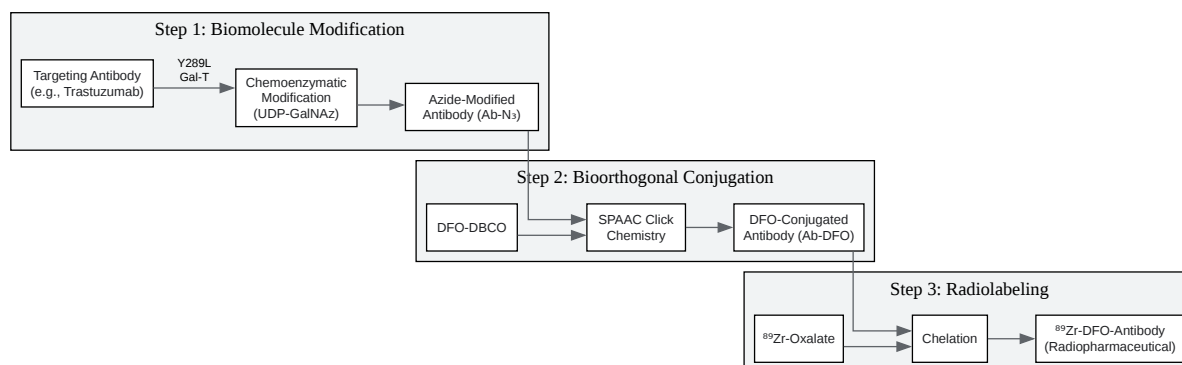 Step 1: Biomolecule Modification
Targeting Antibody
(e.g., Trastuzumab)
Y289L
Gal-T
Chemoenzymatic
Modification
(UDP-GalNAz)
Azide-Modified
Antibody (Ab-N₃)
Step 2: Bioorthogonal Conjugation
DFO-DBCO
SPAAC Click
Chemistry
DFO-Conjugated
Antibody (Ab-DFO)
Step 3: Radiolabeling
⁸⁹Zr-Oxalate
Chelation
⁸⁹Zr-DFO-Antibody
(Radiopharmaceutical)